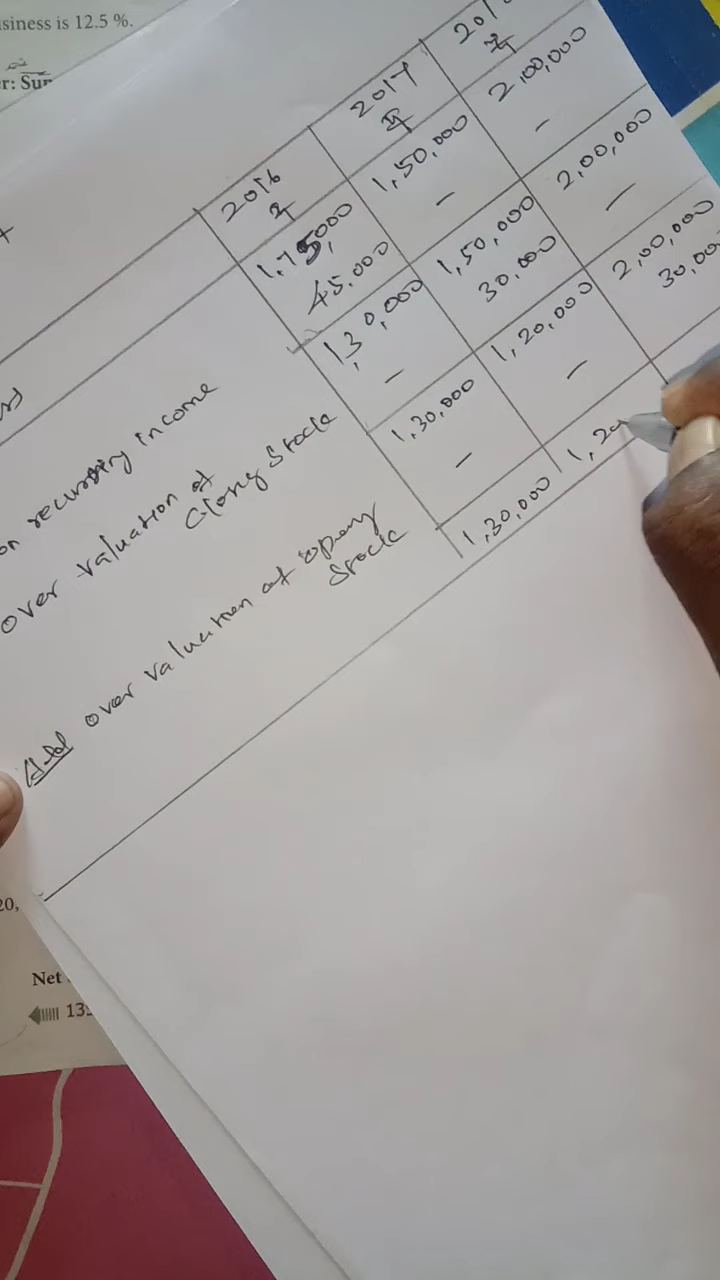 siness is 12.5 %.
r: Sun
2016 2017 201
₹ ₹ ₹
1,75,000 1,50,000 2,00,000
45,000 — —
1,30,000 1,50,000 2,00,000
on recurring income
— 30,000 —
1,30,000 1,20,000 2,00,000
over valuation of
Closing Stock
— — 30,00
1,30,000 1,20
Add over valuation of opening
Stock
20,
Net
13